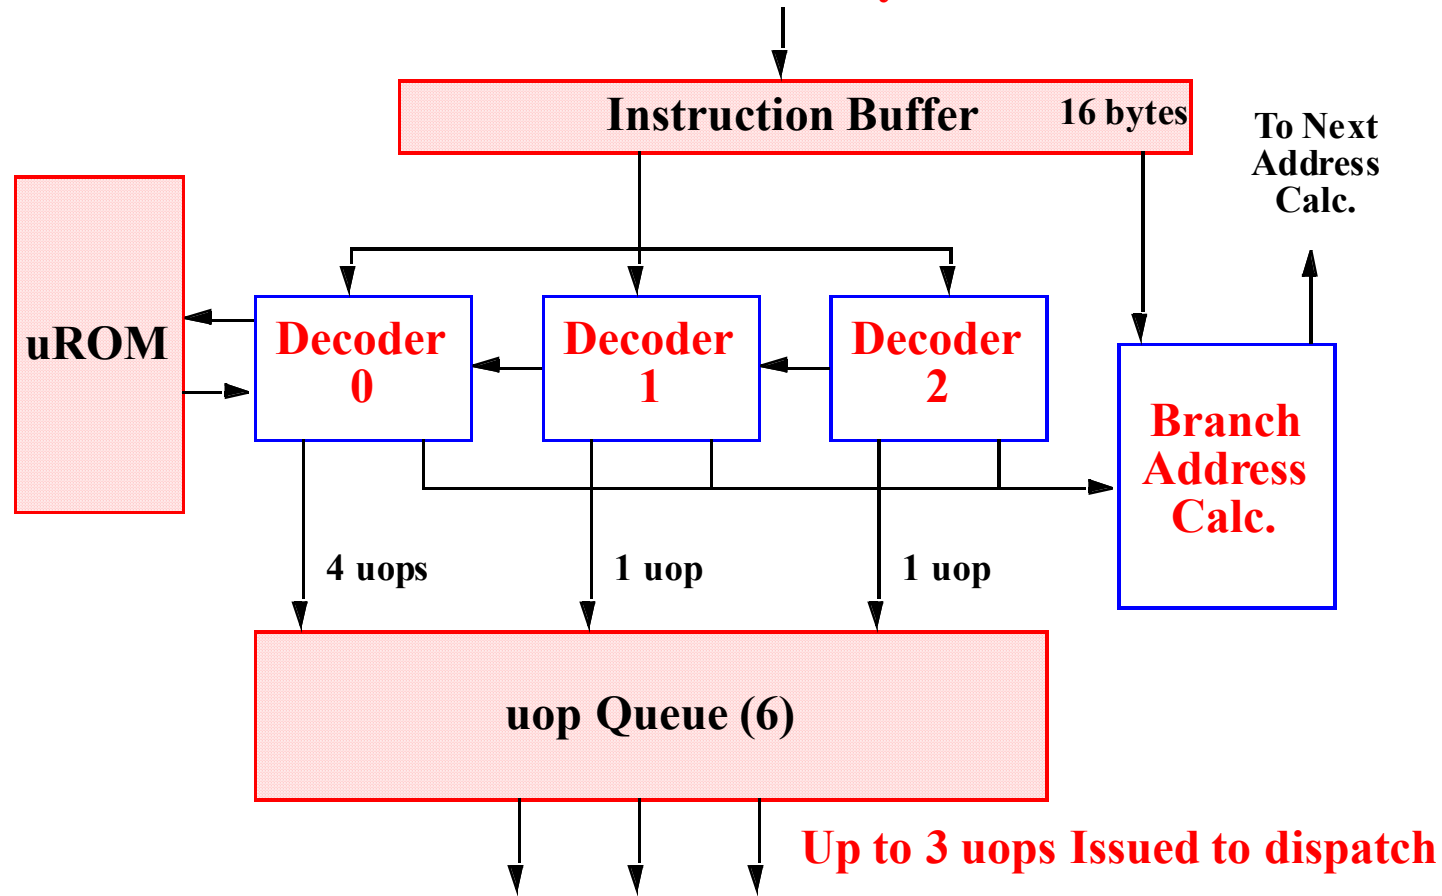 Instruction Buffer 16 bytes
To Next
Address
Calc.
uROM
Decoder
0
Decoder
1
Decoder
2
Branch
Address
Calc.
4 uops
1 uop
1 uop
uop Queue (6)
Up to 3 uops Issued to dispatch